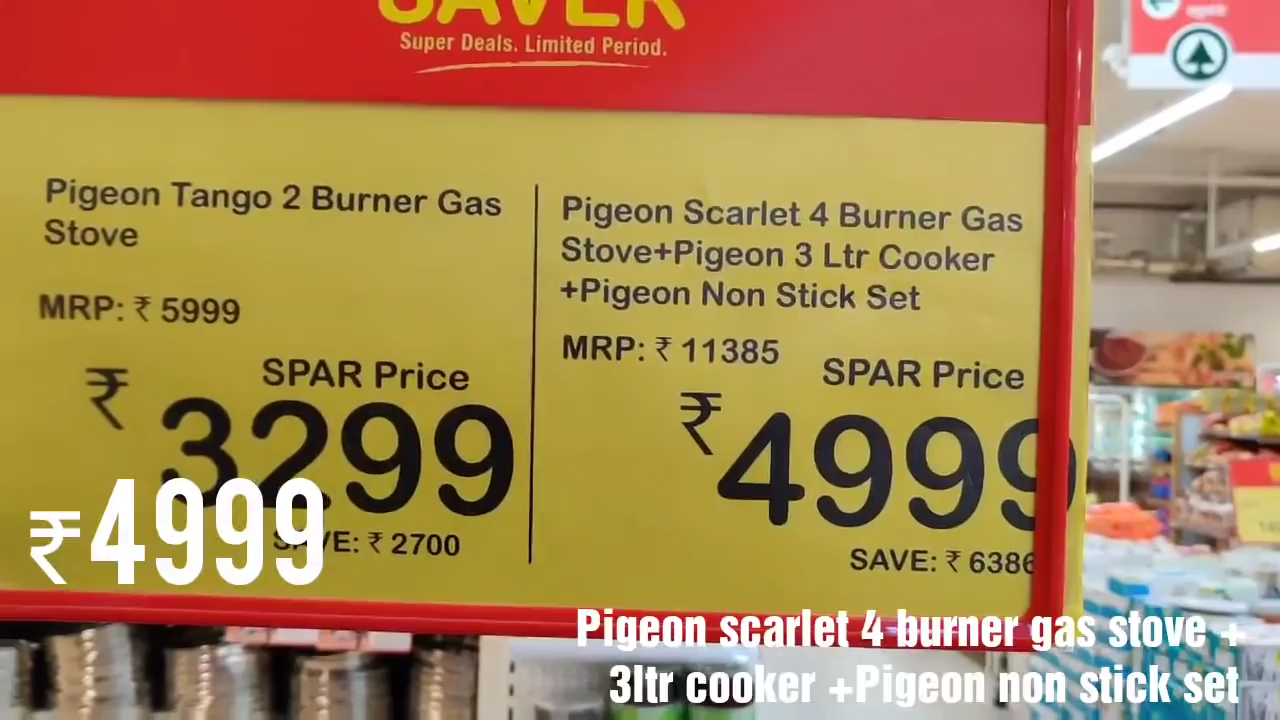 SAVER
Super Deals. Limited Period.
Pigeon Tango 2 Burner Gas
Stove
MRP: ₹ 5999
SPAR Price
₹ 3299
SAVE: ₹ 2700
Pigeon Scarlet 4 Burner Gas
Stove+Pigeon 3 Ltr Cooker
+Pigeon Non Stick Set
MRP: ₹ 11385
SPAR Price
₹ 4999
SAVE: ₹ 6386
₹4999
Pigeon scarlet 4 burner gas stove +
3ltr cooker +Pigeon non stick set